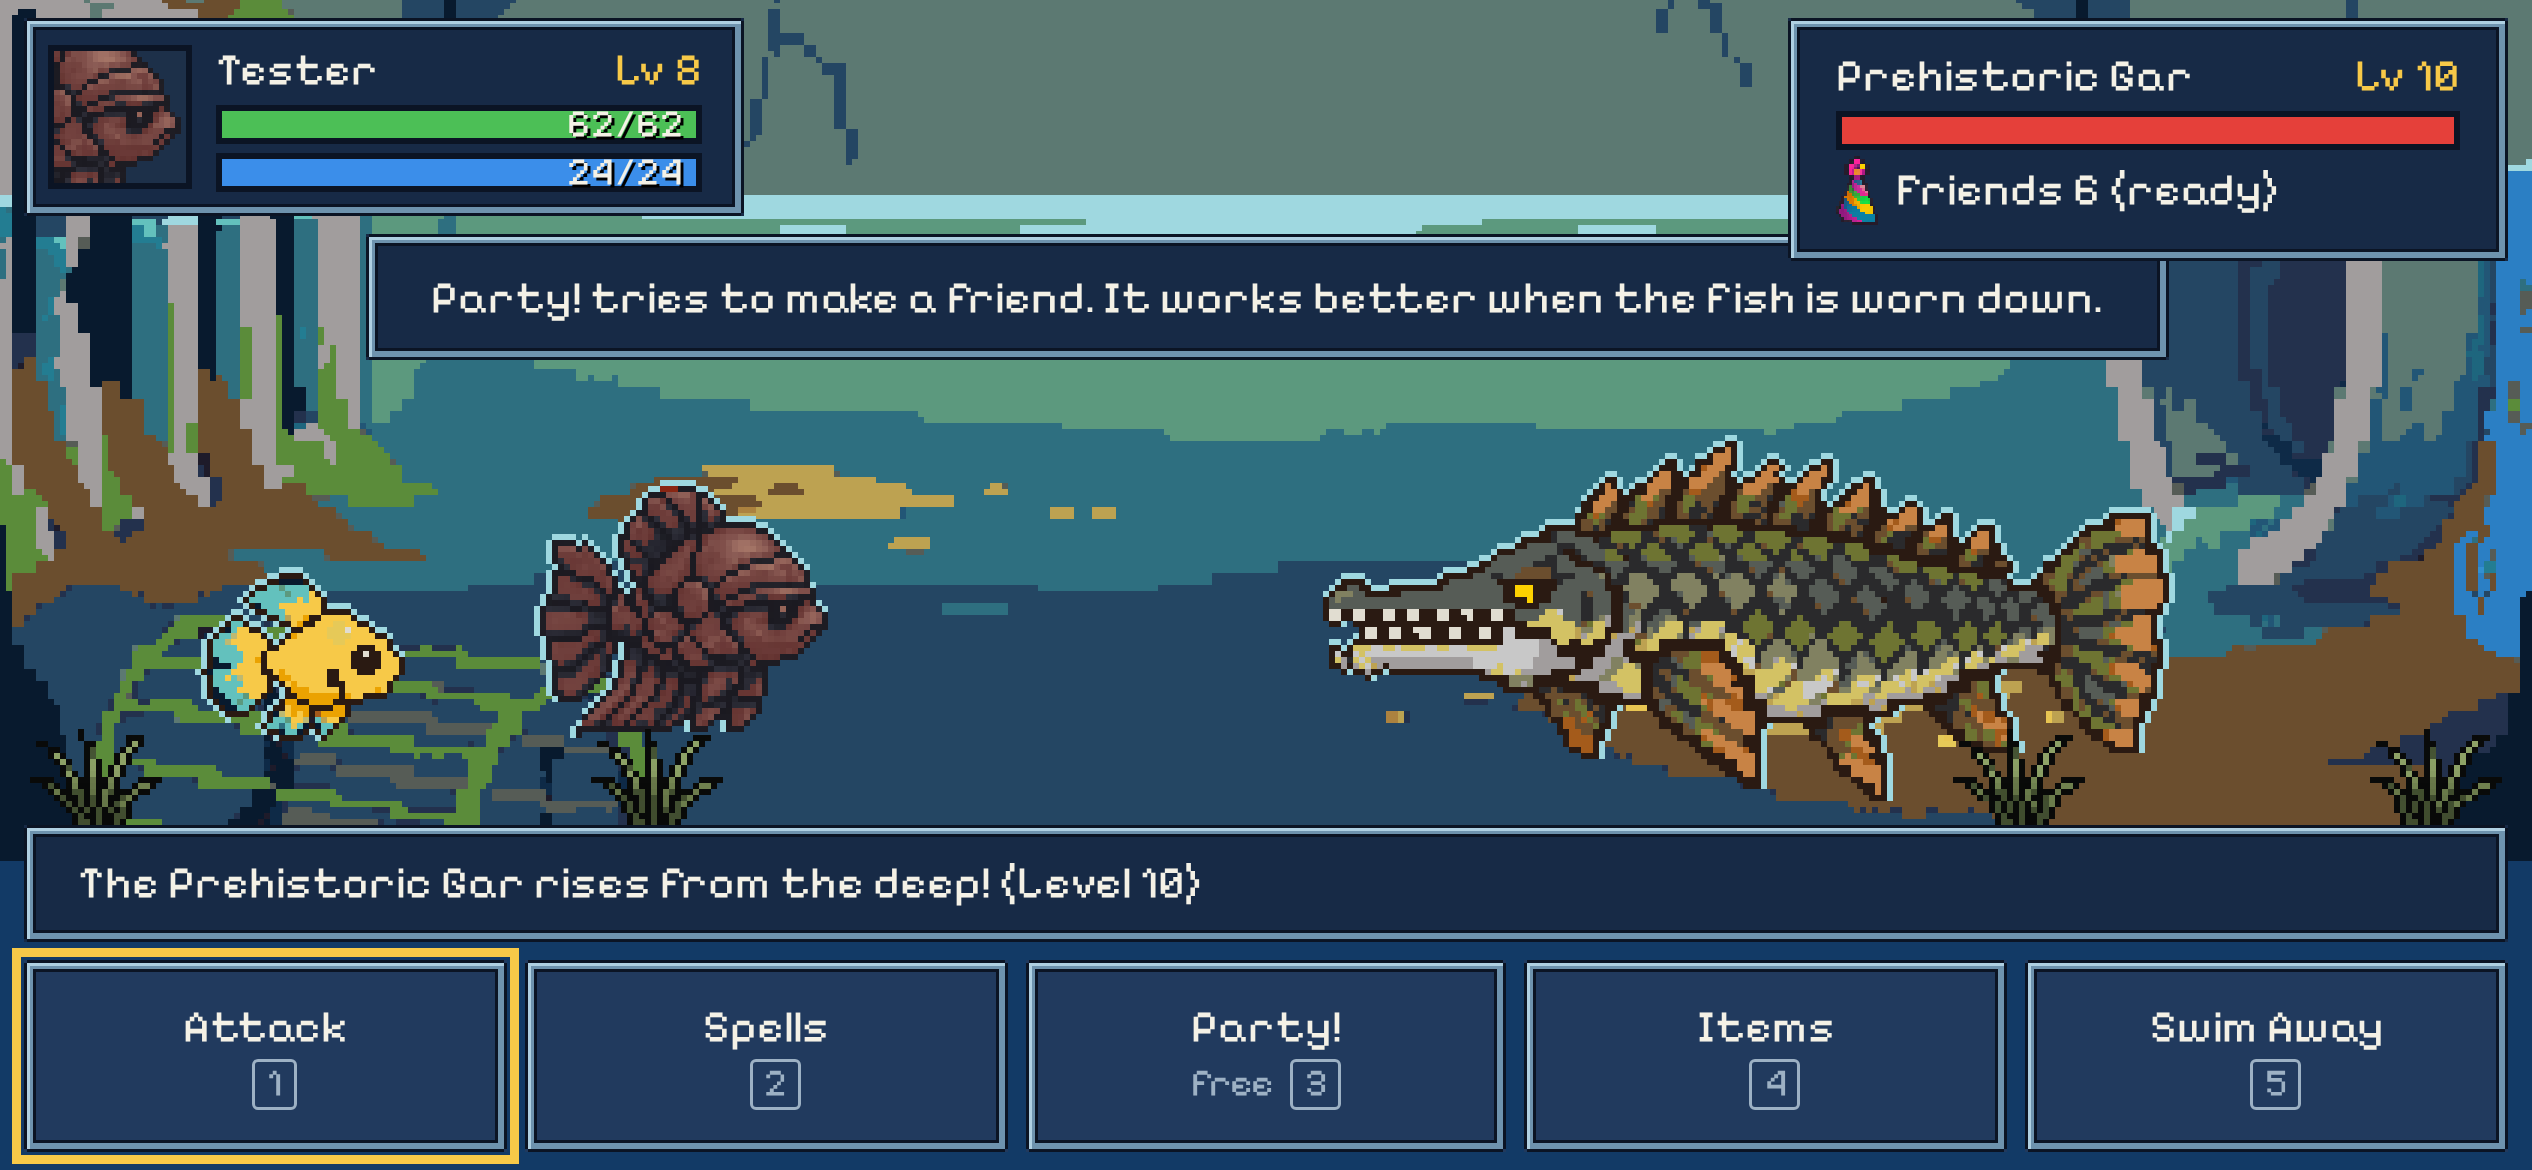 Tester Lv 8
62/62
24/24
Prehistoric Gar Lv 10
Friends 6 (ready)
Party! tries to make a friend. It works better when the fish is worn down.
The Prehistoric Gar rises from the deep! (Level 10)
Attack
1
Spells
2
Party!
free 3
Items
4
Swim Away
5